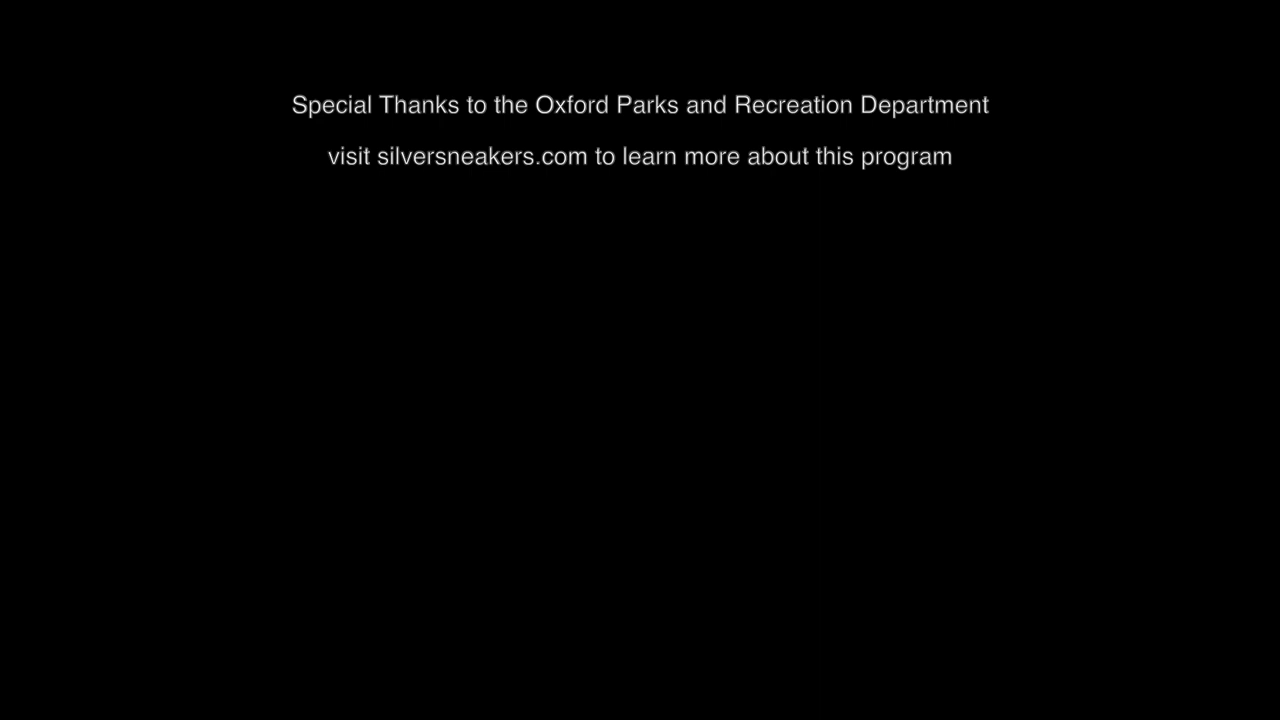 Special Thanks to the Oxford Parks and Recreation Department
visit silversneakers.com to learn more about this program